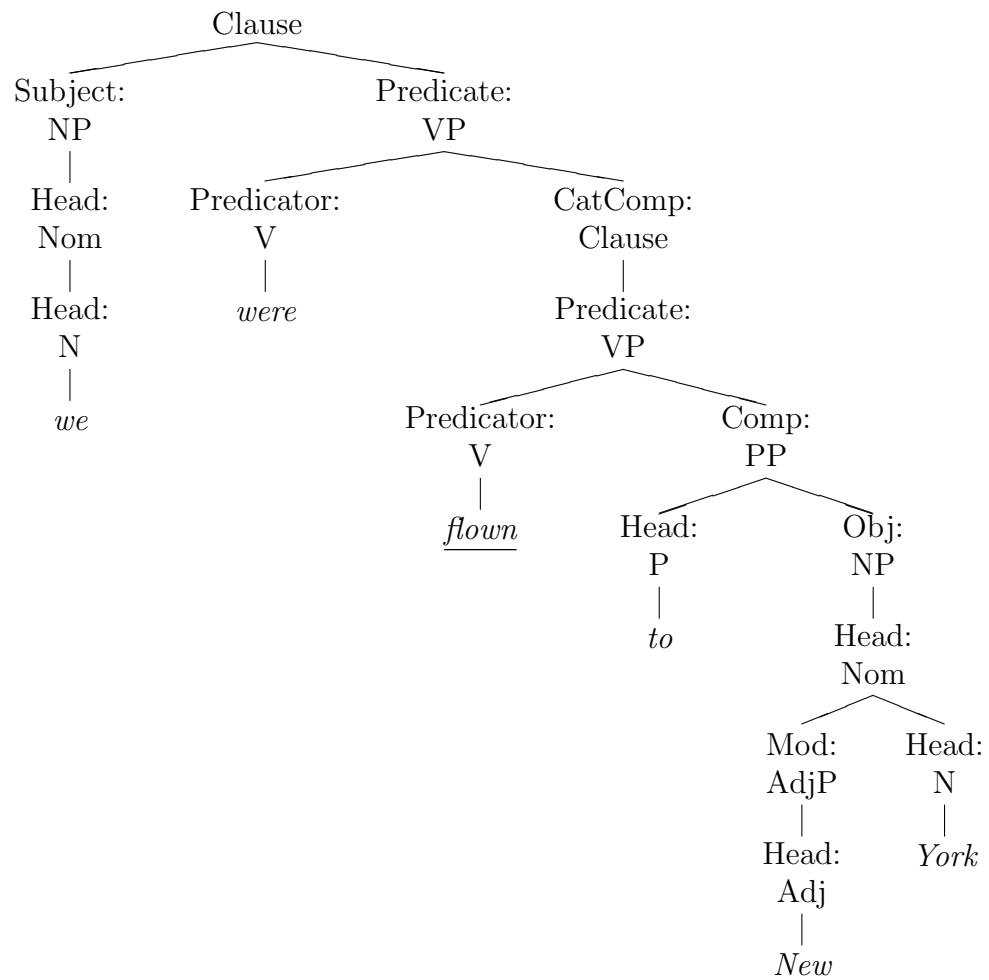 Clause
Subject: Predicate:
NP VP
Head: Predicator: CatComp:
Nom V Clause
Head: were Predicate:
N VP
we Predicator: Comp:
V PP
flown Head: Obj:
P NP
to Head:
Nom
Mod: Head:
AdjP N
Head: York
Adj
New